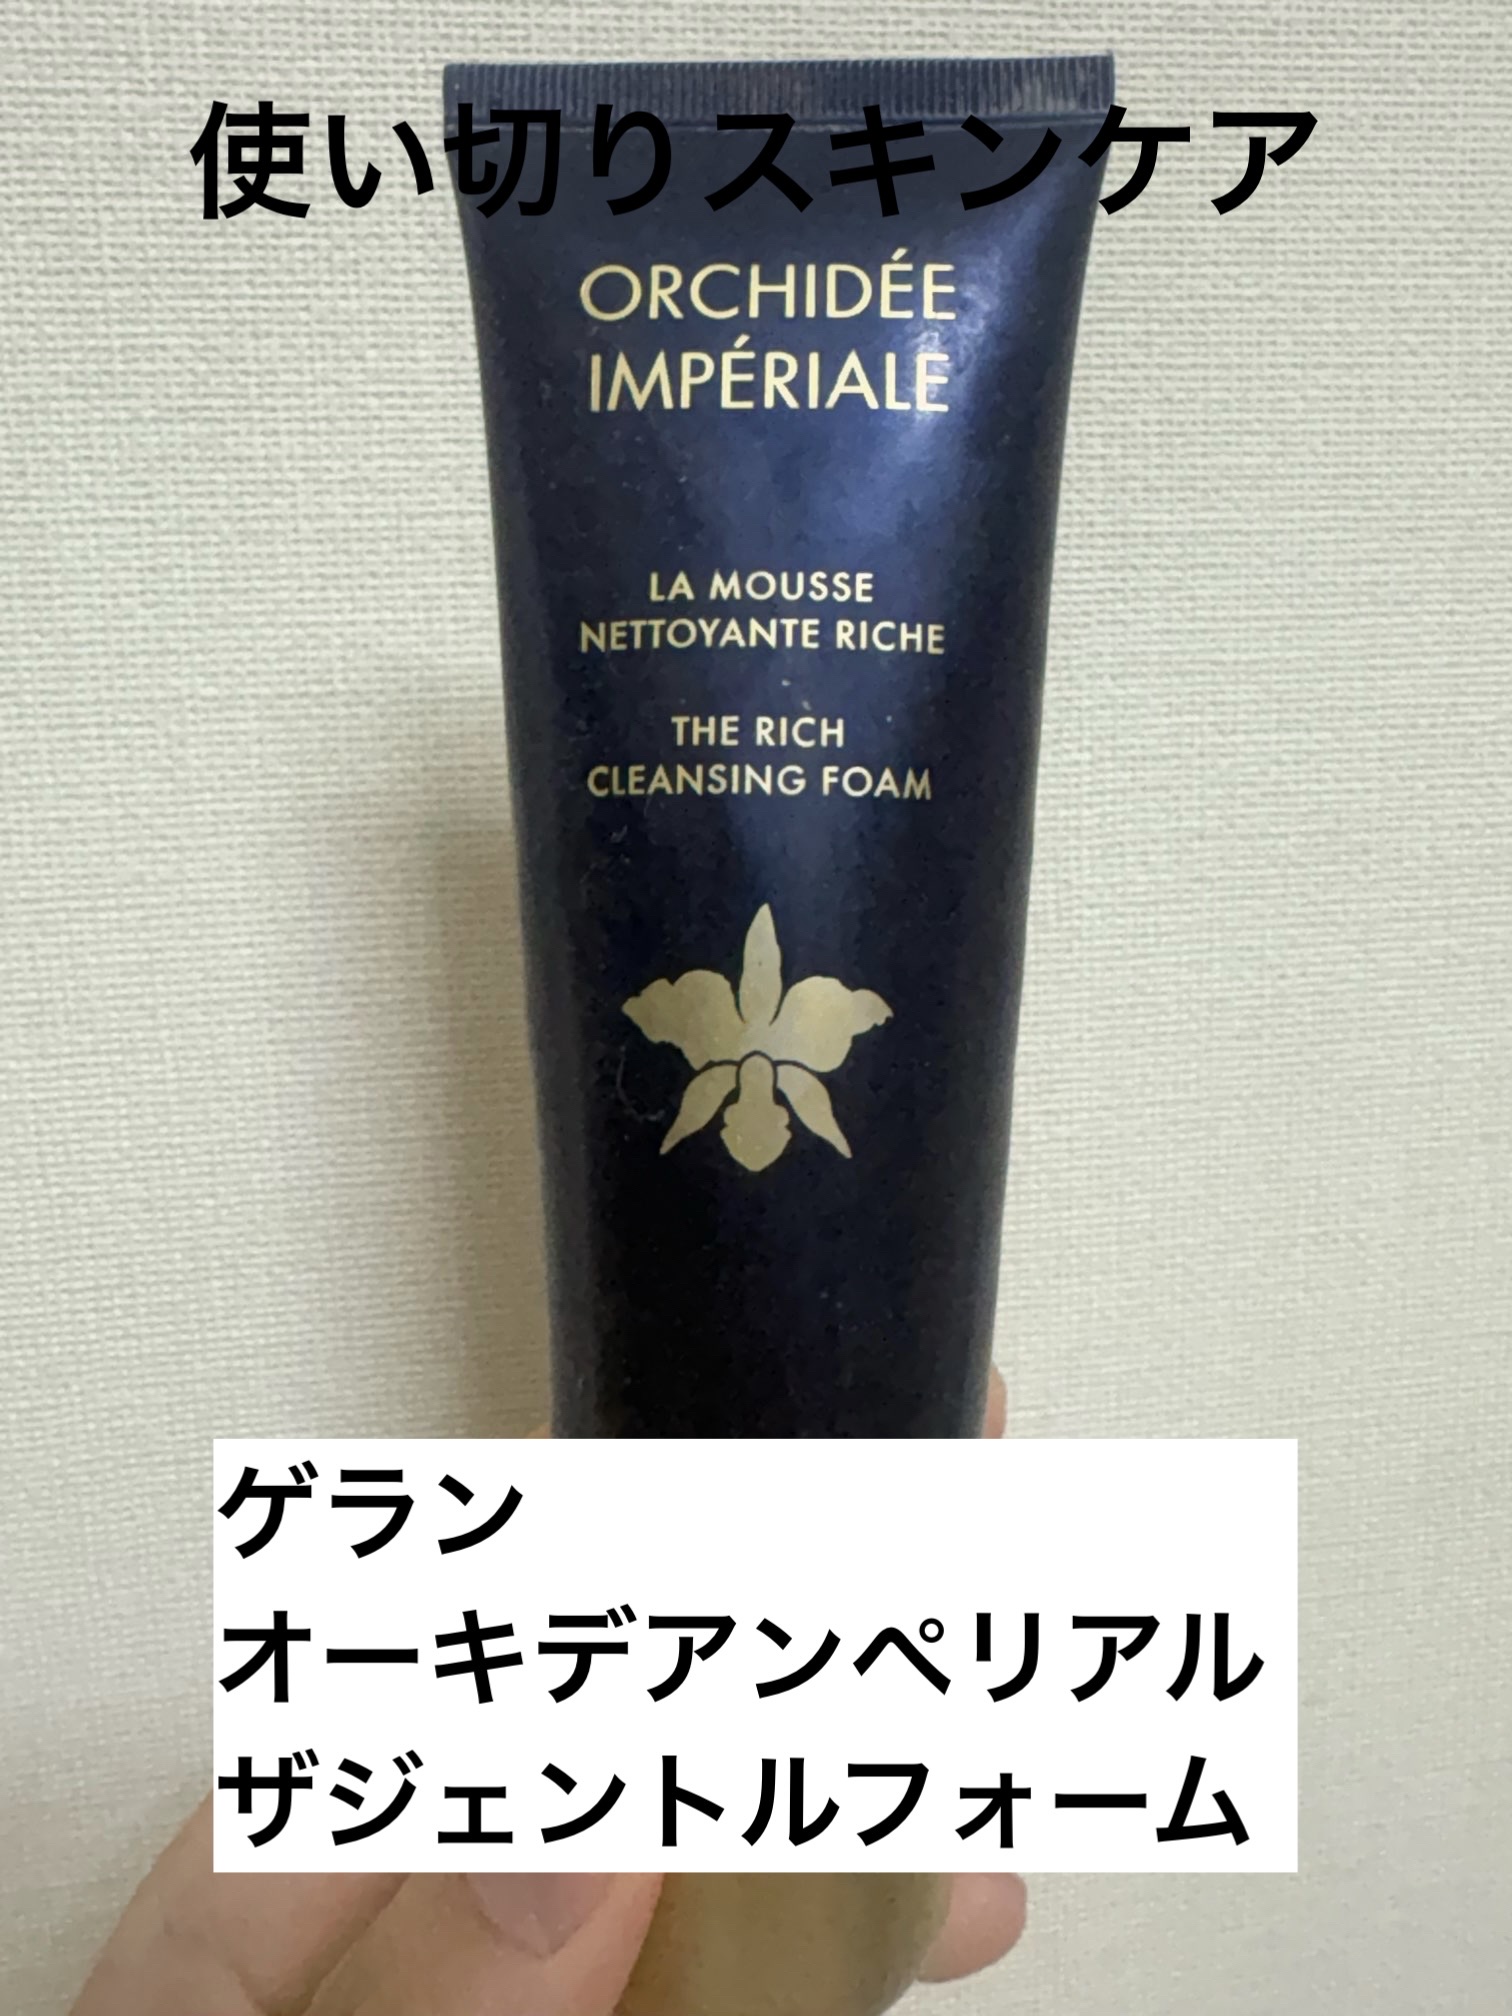 使い切りスキンケア
ORCHIDÉE
IMPÉRIALE
LA MOUSSE
NETTOYANTE RICHE
THE RICH
CLEANSING FOAM
ゲラン
オーキデアンペリアル
ザジェントルフォーム